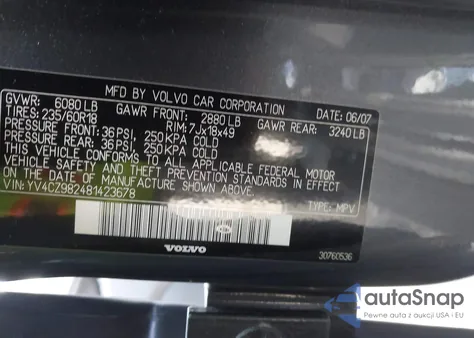 MFD BY VOLVO CAR CORPORATION
GVWR: 6080 LB GAWR FRONT: 2880 LB DATE 06/07
TIRES: 235/60R18 RIM: 7Jx18x49 GAWR REAR: 3240 LB
PRESSURE FRONT: 36 PSI, 250 KPA COLD
PRESSURE REAR: 36 PSI, 250 KPA COLD
THIS VEHICLE CONFORMS TO ALL APPLICABLE FEDERAL MOTOR
VEHICLE SAFETY AND THEFT PREVENTION STANDARDS IN EFFECT
ON THE DATE OF MANUFACTURE SHOWN ABOVE.
VIN: YV4CZ982481423678 TYPE: MPV
VOLVO 30760536
autoSnap
Pewne auta z aukcji USA - EU